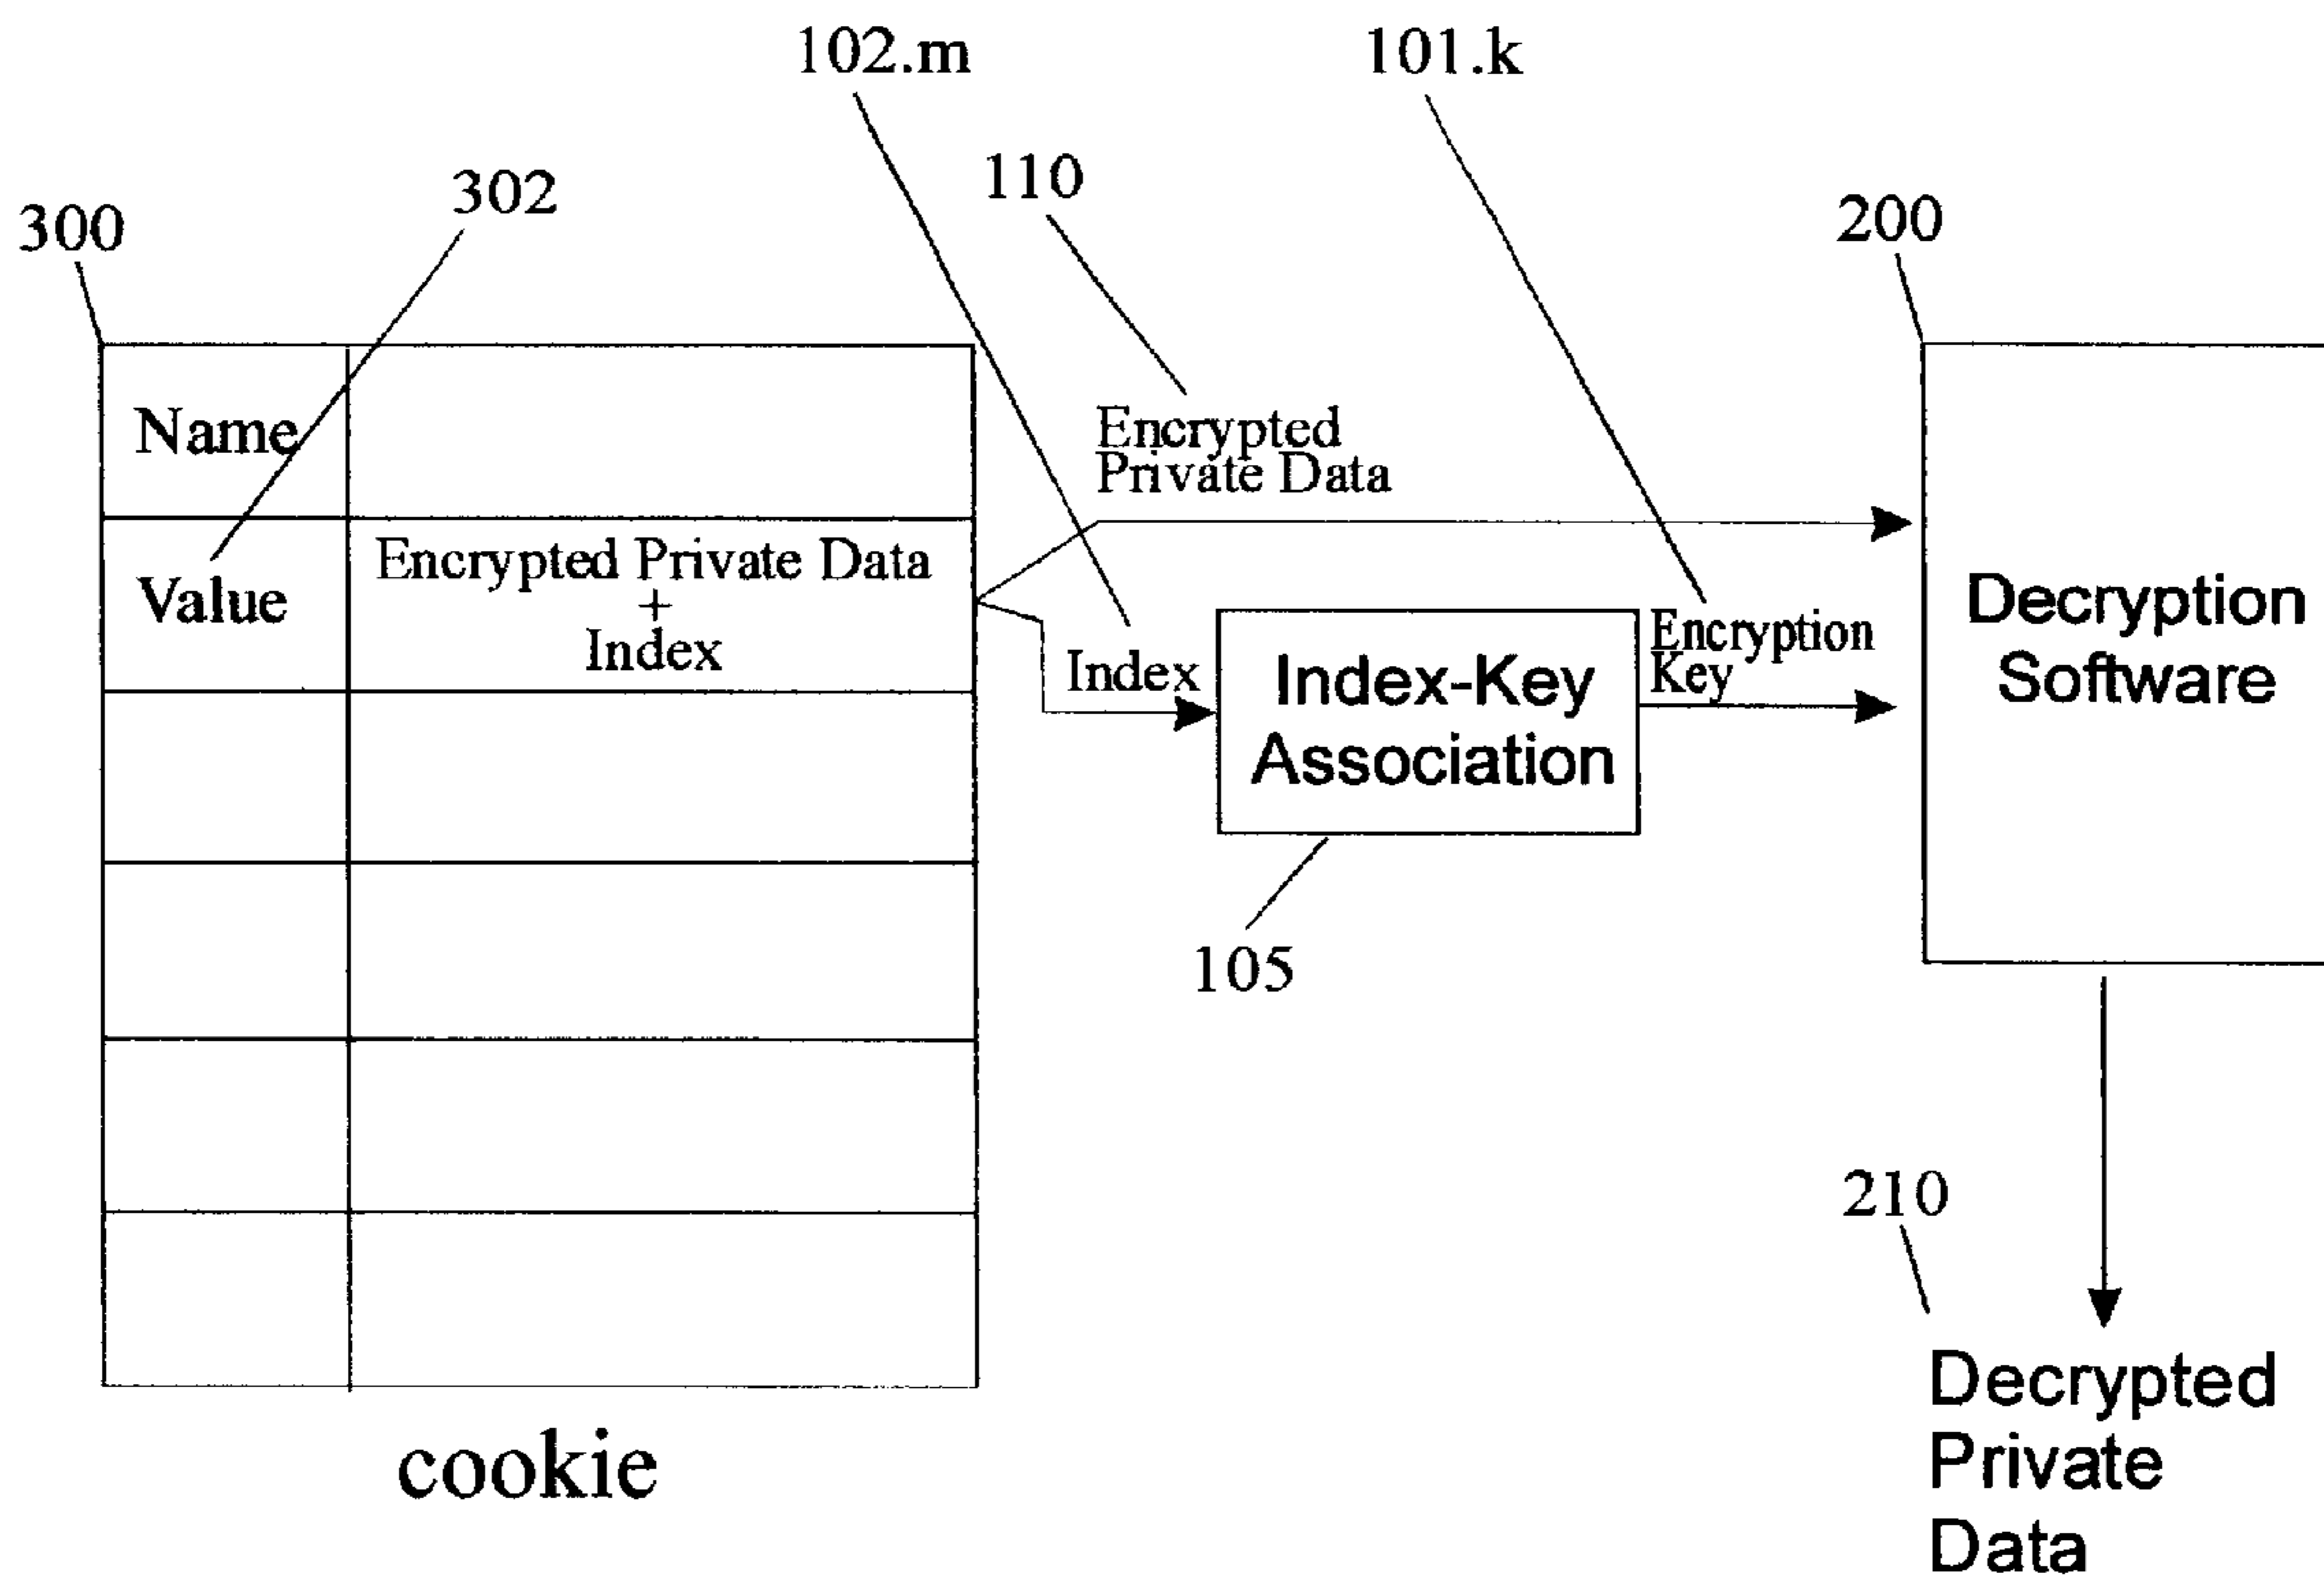 102.m
101.k
110
302
200
300
Name
Encrypted
Private Data
Value
Encrypted Private Data
+
Index
Index
Index-Key
Association
Encryption
Key
Decryption
Software
105
210
Decrypted
Private
Data
cookie